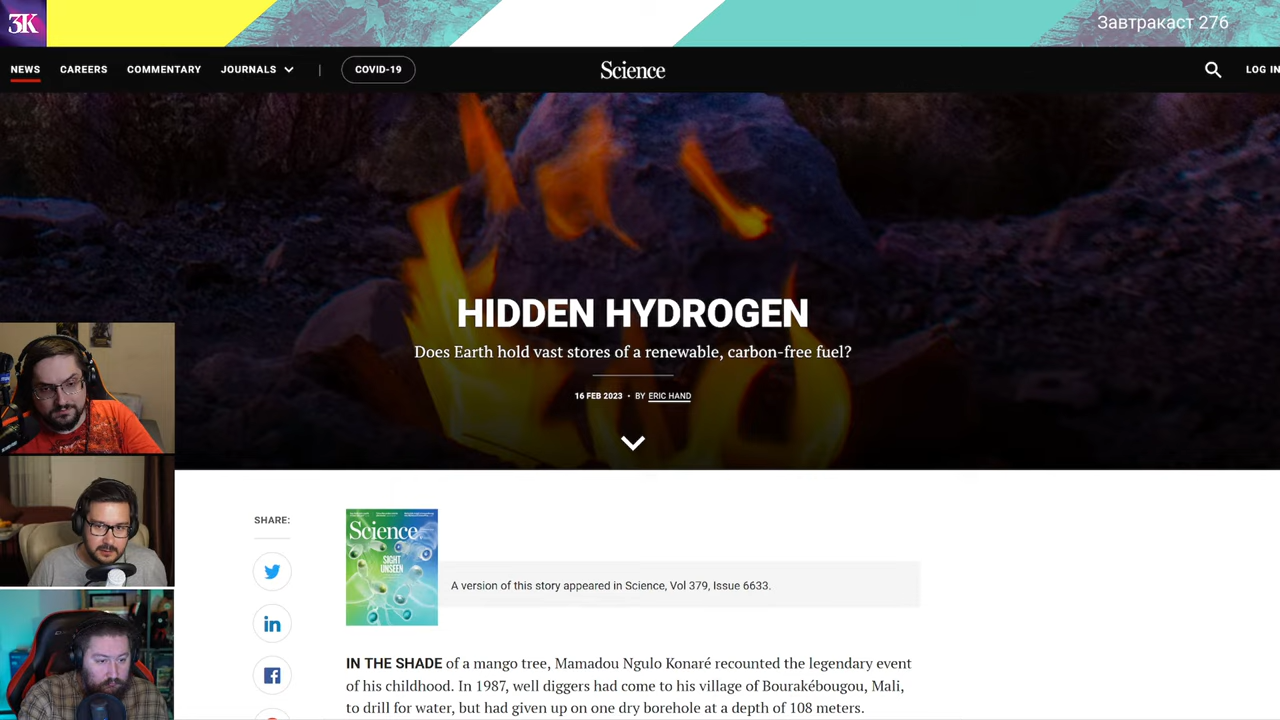 3K
Завтракаст 276
NEWS
CAREERS
COMMENTARY
JOURNALS
|
COVID-19
Science
LOG IN
HIDDEN HYDROGEN
Does Earth hold vast stores of a renewable, carbon-free fuel?
16 FEB 2023 • BY ERIC HAND
SHARE:
Science
SIGHT
UNSEEN
A version of this story appeared in Science, Vol 379, Issue 6633.
IN THE SHADE of a mango tree, Mamadou Ngulo Konaré recounted the legendary event
of his childhood. In 1987, well diggers had come to his village of Bourakébougou, Mali,
to drill for water, but had given up on one dry borehole at a depth of 108 meters.